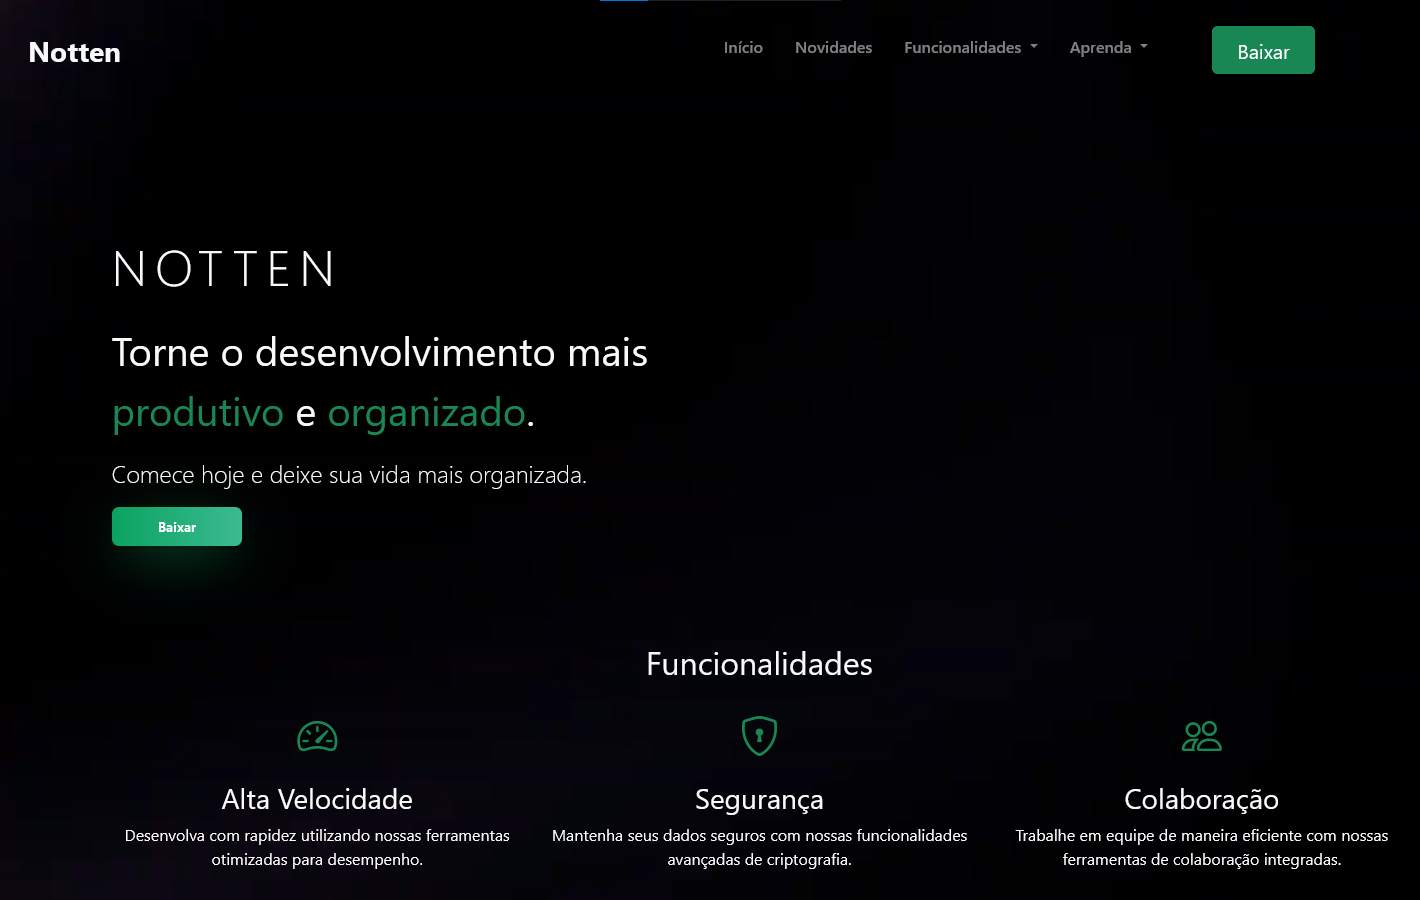 Notten
Início
Novidades
Funcionalidades
Aprenda
Baixar
NOTTEN
Torne o desenvolvimento mais
produtivo e organizado.
Comece hoje e deixe sua vida mais organizada.
Baixar
Funcionalidades
Alta Velocidade
Desenvolva com rapidez utilizando nossas ferramentas
otimizadas para desempenho.
Segurança
Mantenha seus dados seguros com nossas funcionalidades
avançadas de criptografia.
Colaboração
Trabalhe em equipe de maneira eficiente com nossas
ferramentas de colaboração integradas.